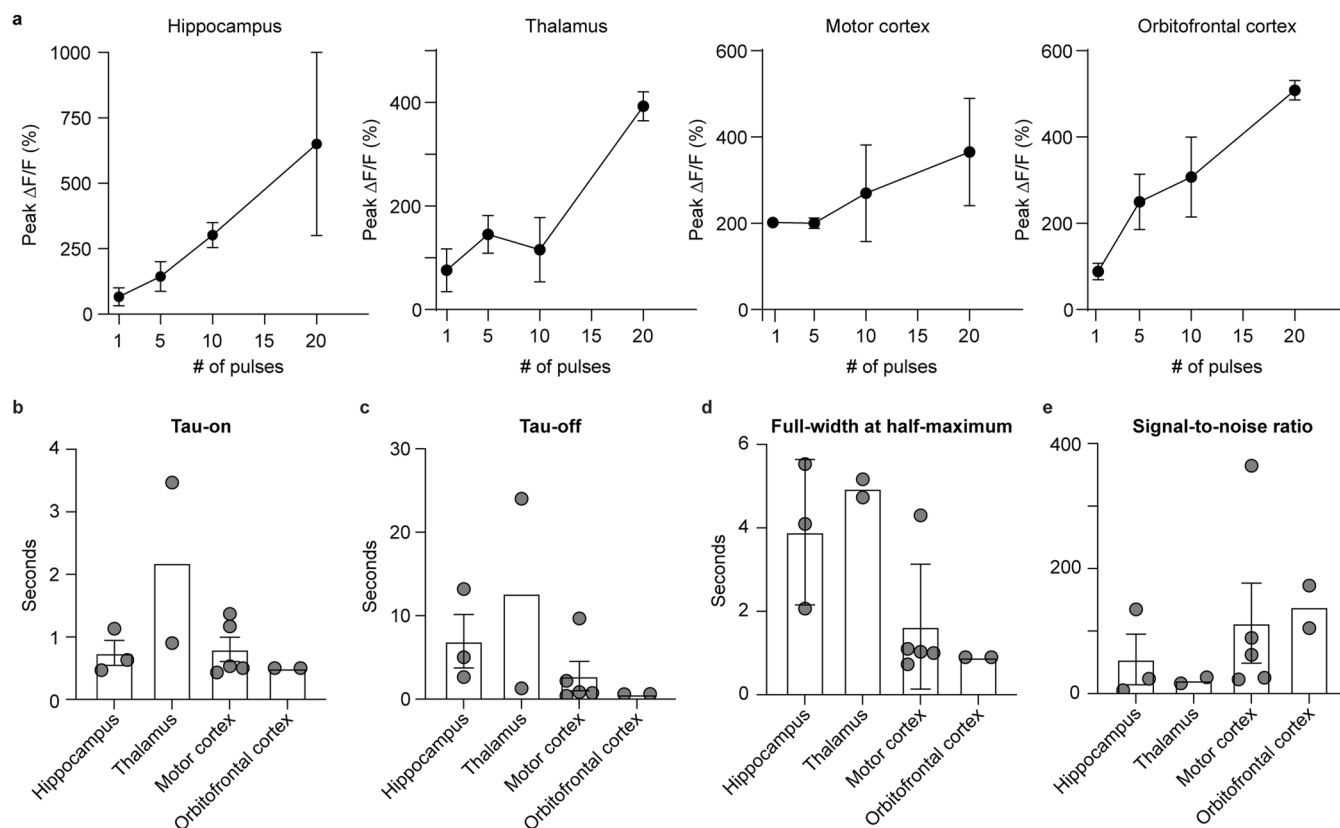 a
Hippocampus
Thalamus
Motor cortex
Orbitofrontal cortex
Peak ΔF/F (%)
1000
750
500
250
0
1 5 10 15 20
# of pulses
Peak ΔF/F (%)
400
200
0
1 5 10 15 20
# of pulses
Peak ΔF/F (%)
600
400
200
0
1 5 10 15 20
# of pulses
Peak ΔF/F (%)
600
400
200
0
1 5 10 15 20
# of pulses
b
Tau-on
Seconds
4
3
2
1
0
Hippocampus
Thalamus
Motor cortex
Orbitofrontal cortex
c
Tau-off
Seconds
30
20
10
0
Hippocampus
Thalamus
Motor cortex
Orbitofrontal cortex
d
Full-width at half-maximum
Seconds
6
4
2
0
Hippocampus
Thalamus
Motor cortex
Orbitofrontal cortex
e
Signal-to-noise ratio
400
200
0
Hippocampus
Thalamus
Motor cortex
Orbitofrontal cortex